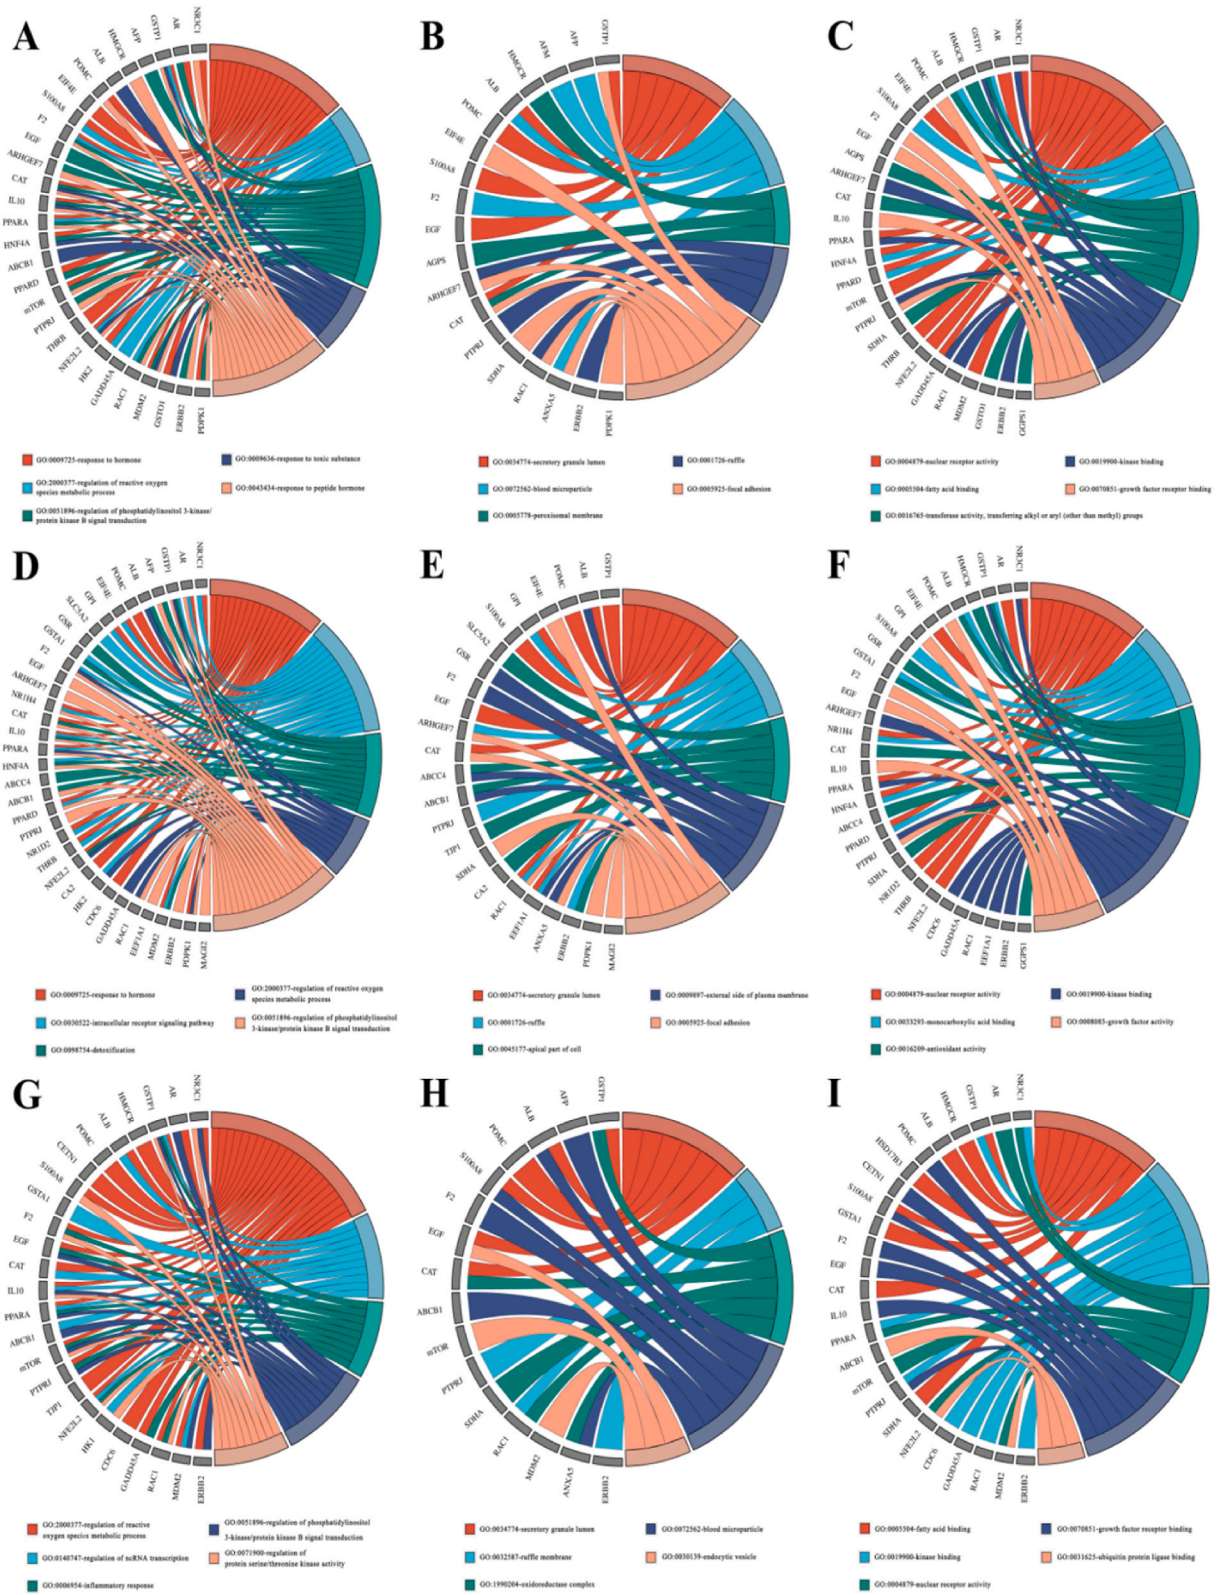 A
NR3C1
AR
GSTP1
AFP
HMGCR
ALB
POMC
EIF4E
S100A8
F2
EGF
ARHGEF7
CAT
IL10
PPARA
HNF4A
ABCB1
PPARD
mTOR
PTPRJ
THRB
NFE2L2
HK2
GADD45A
RAC1
MDM2
GSTO1
ERBB2
PDPK1
GO:0009725-response to hormone
GO:2000377-regulation of reactive oxygen
species metabolic process
GO:0051896-regulation of phosphatidylinositol 3-kinase/
protein kinase B signal transduction
GO:0009636-response to toxic substance
GO:0043434-response to peptide hormone
B
GSTP1
AFP
AFM
HMGCR
ALB
POMC
EIF4E
S100A8
F2
EGF
AGPS
ARHGEF7
CAT
PTPRJ
SDHA
RAC1
ANXA5
ERBB2
PDPK1
GO:0034774-secretory granule lumen
GO:0072562-blood microparticle
GO:0005778-peroxisomal membrane
GO:0001726-ruffle
GO:0005925-focal adhesion
C
NR3C1
AR
GSTP1
HMGCR
ALB
POMC
EIF4E
S100A8
F2
EGF
AGPS
ARHGEF7
CAT
IL10
PPARA
HNF4A
PPARD
mTOR
PTPRJ
SDHA
THRB
NFE2L2
GADD45A
RAC1
MDM2
GSTO1
ERBB2
GGPS1
GO:0004879-nuclear receptor activity
GO:0005504-fatty acid binding
GO:0016765-transferase activity, transferring alkyl or aryl (other than methyl) groups
GO:0019900-kinase binding
GO:0070851-growth factor receptor binding
D
NR3C1
AR
GSTP1
AFP
ALB
POMC
EIF4E
GPI
SLC5A2
GSR
GSTA1
F2
EGF
ARHGEF7
NR1H4
CAT
IL10
PPARA
HNF4A
ABCC4
ABCB1
PPARD
PTPRJ
NR1D2
THRB
NFE2L2
CA2
HK2
CDC6
GADD45A
RAC1
EEF1A1
MDM2
ERBB2
PDPK1
MAGI2
GO:0009725-response to hormone
GO:0030522-intracellular receptor signaling pathway
GO:0098754-detoxification
GO:2000377-regulation of reactive oxygen
species metabolic process
GO:0051896-regulation of phosphatidylinositol
3-kinase/protein kinase B signal transduction
E
GSTP1
ALB
POMC
EIF4E
GPI
S100A8
SLC5A2
GSR
F2
EGF
ARHGEF7
CAT
ABCC4
ABCB1
PTPRJ
TJP1
SDHA
CA2
RAC1
EEF1A1
ANXA5
ERBB2
PDPK1
MAGI2
GO:0034774-secretory granule lumen
GO:0001726-ruffle
GO:0045177-apical part of cell
GO:0009897-external side of plasma membrane
GO:0005925-focal adhesion
F
NR3C1
AR
GSTP1
HMGCR
ALB
POMC
EIF4E
GPI
S100A8
GSR
GSTA1
F2
EGF
ARHGEF7
NR1H4
CAT
IL10
PPARA
HNF4A
ABCC4
PPARD
PTPRJ
SDHA
NR1D2
THRB
NFE2L2
CDC6
GADD45A
RAC1
EEF1A1
ERBB2
GGPS1
GO:0004879-nuclear receptor activity
GO:0033293-monocarboxylic acid binding
GO:0016209-antioxidant activity
GO:0019900-kinase binding
GO:0008083-growth factor activity
G
NR3C1
AR
GSTP1
HMGCR
ALB
POMC
CETN1
S100A8
GSTA1
F2
EGF
CAT
IL10
PPARA
ABCB1
mTOR
PTPRJ
TJP1
NFE2L2
HK1
CDC6
GADD45A
RAC1
MDM2
ERBB2
GO:2000377-regulation of reactive
oxygen species metabolic process
GO:0140747-regulation of ncRNA transcription
GO:0006954-inflammatory response
GO:0051896-regulation of phosphatidylinositol
3-kinase/protein kinase B signal transduction
GO:0071900-regulation of
protein serine/threonine kinase activity
H
GSTP1
AFP
ALB
POMC
S100A8
F2
EGF
CAT
ABCB1
mTOR
PTPRJ
SDHA
RAC1
MDM2
ANXA5
ERBB2
GO:0034774-secretory granule lumen
GO:0032587-ruffle membrane
GO:1990204-oxidoreductase complex
GO:0072562-blood microparticle
GO:0030139-endocytic vesicle
I
NR3C1
AR
GSTP1
HMGCR
ALB
POMC
HSD17B3
CETN1
S100A8
GSTA1
F2
EGF
CAT
IL10
PPARA
ABCB1
mTOR
PTPRJ
SDHA
NFE2L2
CDC6
GADD45A
RAC1
MDM2
ERBB2
GO:0005504-fatty acid binding
GO:0019900-kinase binding
GO:0004879-nuclear receptor activity
GO:0070851-growth factor receptor binding
GO:0031625-ubiquitin protein ligase binding